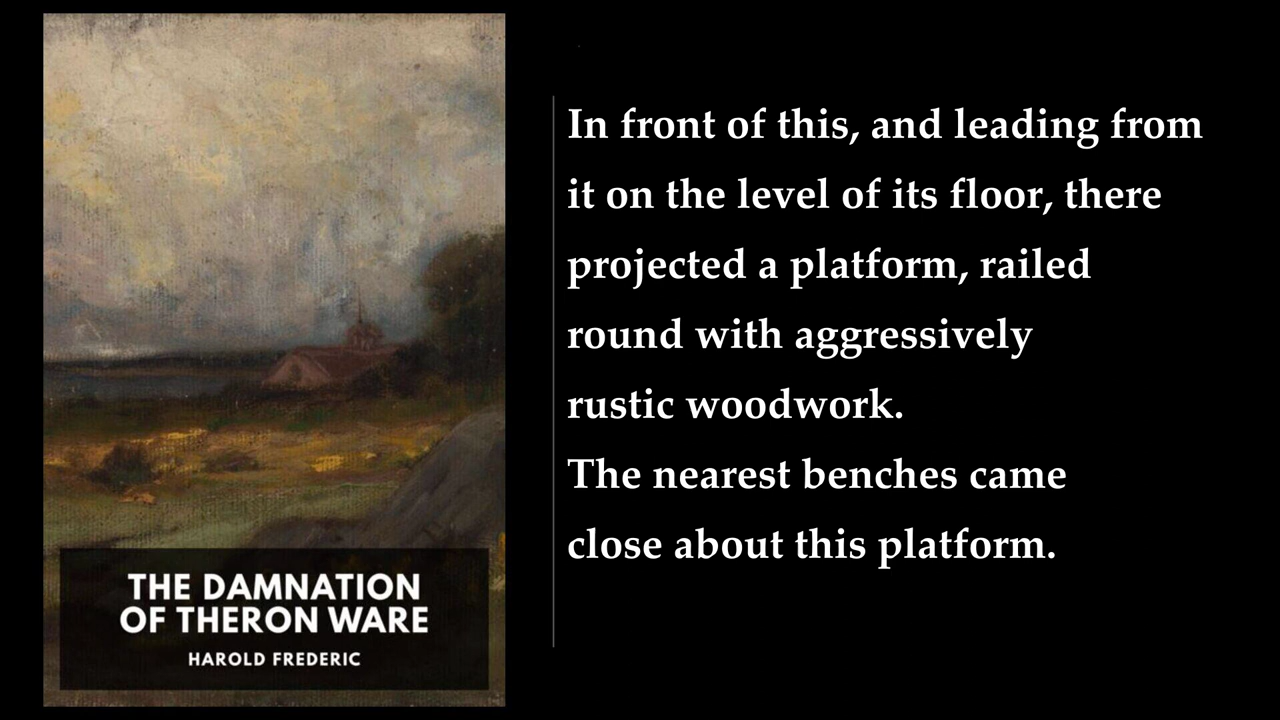 THE DAMNATION
OF THERON WARE
HAROLD FREDERIC
In front of this, and leading from
it on the level of its floor, there
projected a platform, railed
round with aggressively
rustic woodwork.
The nearest benches came
close about this platform.